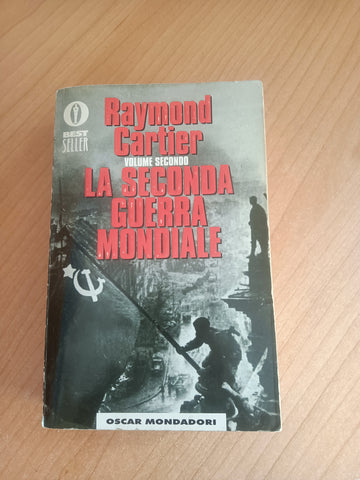 BEST
SELLER
Raymond
Cartier
VOLUME SECONDO
LA SECONDA
GUERRA
MONDIALE
OSCAR MONDADORI